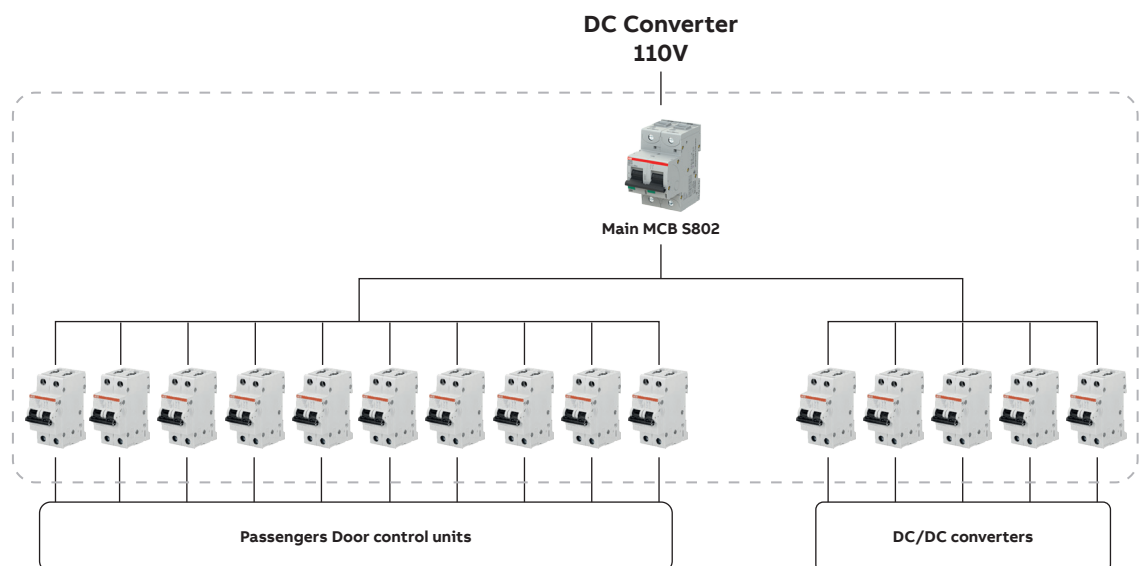 DC Converter
110V
Main MCB S802
Passengers Door control units
DC/DC converters